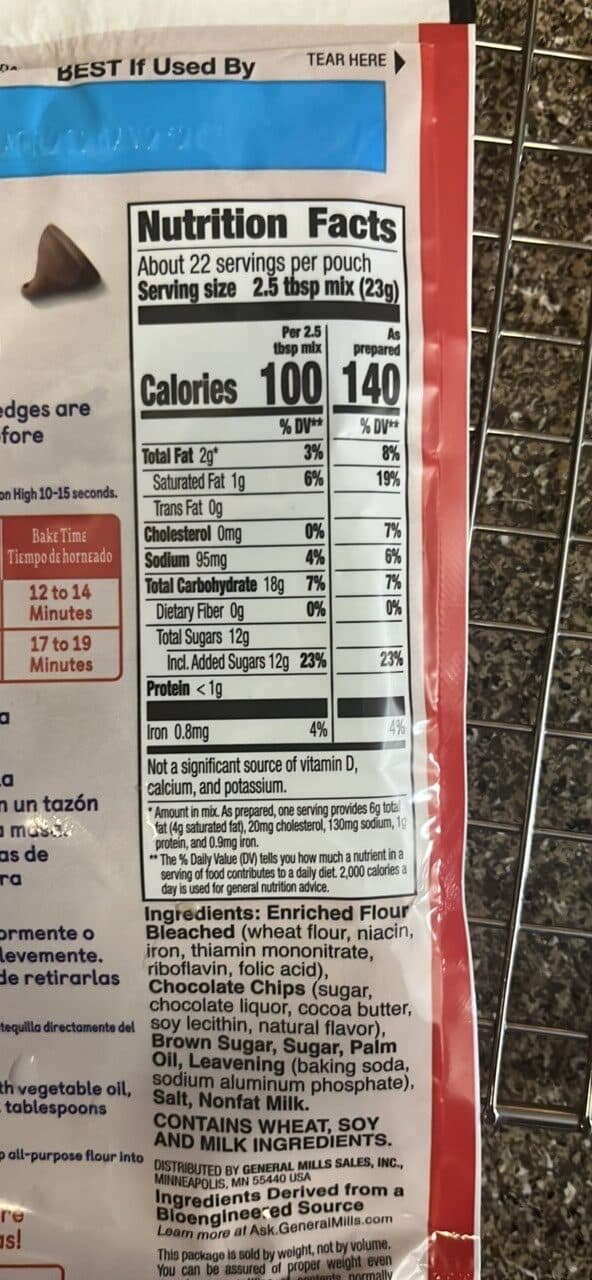 BEST If Used By
TEAR HERE
Nutrition Facts
About 22 servings per pouch
Serving size 2.5 tbsp mix (23g)
Per 2.5 tbsp mix
As prepared
Calories 100 140
% DV** % DV**
Total Fat 2g* 3% 8%
Saturated Fat 1g 6% 19%
Trans Fat 0g
Cholesterol 0mg 0% 7%
Sodium 95mg 4% 6%
Total Carbohydrate 18g 7% 7%
Dietary Fiber 0g 0% 0%
Total Sugars 12g
Incl. Added Sugars 12g 23% 23%
Protein <1g
Iron 0.8mg 4% 4%
Not a significant source of vitamin D,
calcium, and potassium.
* Amount in mix. As prepared, one serving provides 6g total
fat (4g saturated fat), 20mg cholesterol, 130mg sodium, 1g
protein, and 0.9mg iron.
** The % Daily Value (DV) tells you how much a nutrient in a
serving of food contributes to a daily diet. 2,000 calories a
day is used for general nutrition advice.
Ingredients: Enriched Flour
Bleached (wheat flour, niacin,
iron, thiamin mononitrate,
riboflavin, folic acid),
Chocolate Chips (sugar,
chocolate liquor, cocoa butter,
soy lecithin, natural flavor),
Brown Sugar, Sugar, Palm
Oil, Leavening (baking soda,
sodium aluminum phosphate),
Salt, Nonfat Milk.
CONTAINS WHEAT, SOY
AND MILK INGREDIENTS.
DISTRIBUTED BY GENERAL MILLS SALES, INC.,
MINNEAPOLIS, MN 55440 USA
Ingredients Derived from a
Bioengineered Source
Learn more at Ask.GeneralMills.com
This package is sold by weight, not by volume.
You can be assured of proper weight even
contents normally
edges are
fore
on High 10-15 seconds.
Bake Time
Tiempo de horneado
12 to 14
Minutes
17 to 19
Minutes
a
a
n un tazón
a masa
as de
ra
ormente o
levemente.
de retirarlas
tequilla directamente del
th vegetable oil,
tablespoons
p all-purpose flour into
re
as!